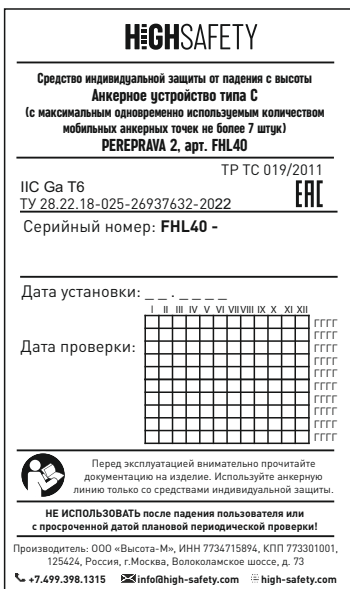 HIGHSAFETY
Средство индивидуальной защиты от падения с высоты
Анкерное устройство типа С
(с максимальным одновременно используемым количеством
мобильных анкерных точек не более 7 штук)
PEREPRAVA 2, арт. FHL40
ТР ТС 019/2011
IIC Ga T6
EAC
ТУ 28.22.18-025-26937632-2022
Серийный номер: FHL40 -
Дата установки: _ _ . _ _ _ _
I II III IV V VI VII VIII IX X XI XII
Дата проверки:
ГГГГ
ГГГГ
ГГГГ
ГГГГ
ГГГГ
ГГГГ
ГГГГ
ГГГГ
ГГГГ
ГГГГ
Перед эксплуатацией внимательно прочитайте
документацию на изделие. Используйте анкерную
линию только со средствами индивидуальной защиты.
НЕ ИСПОЛЬЗОВАТЬ после падения пользователя или
с просроченной датой плановой периодической проверки!
Производитель: ООО «Высота-М», ИНН 7734715894, КПП 773301001,
125424, Россия, г.Москва, Волоколамское шоссе, д. 73
+7.499.398.1315 info@high-safety.com high-safety.com